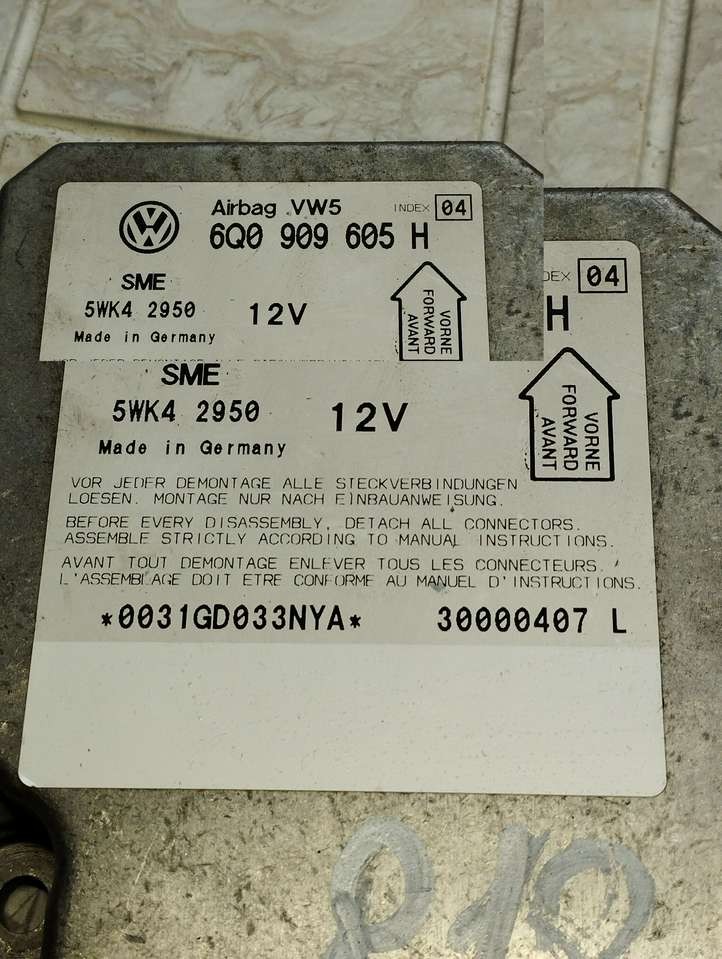 Airbag VW5 INDEX 04
6Q0 909 605 H
SME
5WK4 2950 12V
Made in Germany
VORNE
FORWARD
AVANT
04
H
SME
5WK4 2950 12V
Made in Germany
VORNE
FORWARD
AVANT
VOR JEDER DEMONTAGE ALLE STECKVERBINDUNGEN
LOESEN. MONTAGE NUR NACH EINBAUANWEISUNG.
BEFORE EVERY DISASSEMBLY, DETACH ALL CONNECTORS.
ASSEMBLE STRICTLY ACCORDING TO MANUAL INSTRUCTIONS.
AVANT TOUT DEMONTAGE ENLEVER TOUS LES CONNECTEURS.
L'ASSEMBLAGE DOIT ETRE CONFORME AU MANUEL D'INSTRUCTIONS.
*0031GD033NYA* 30000407 L